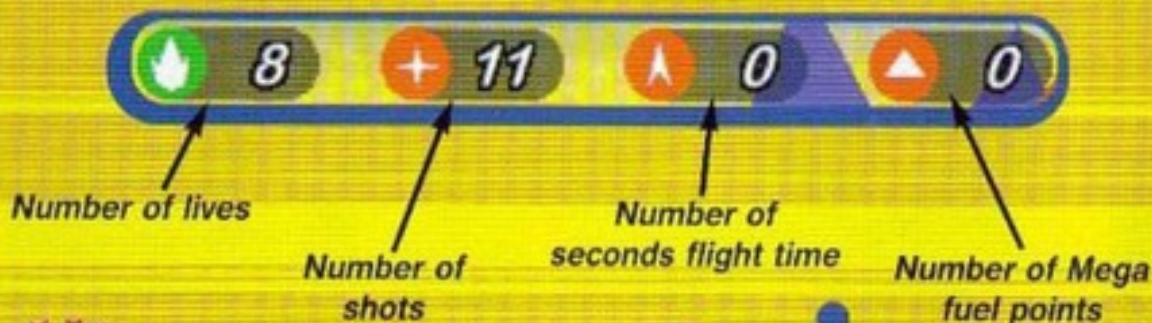 8 11 0 0
Number of lives
Number of
shots
Number of
seconds flight time
Number of Mega
fuel points